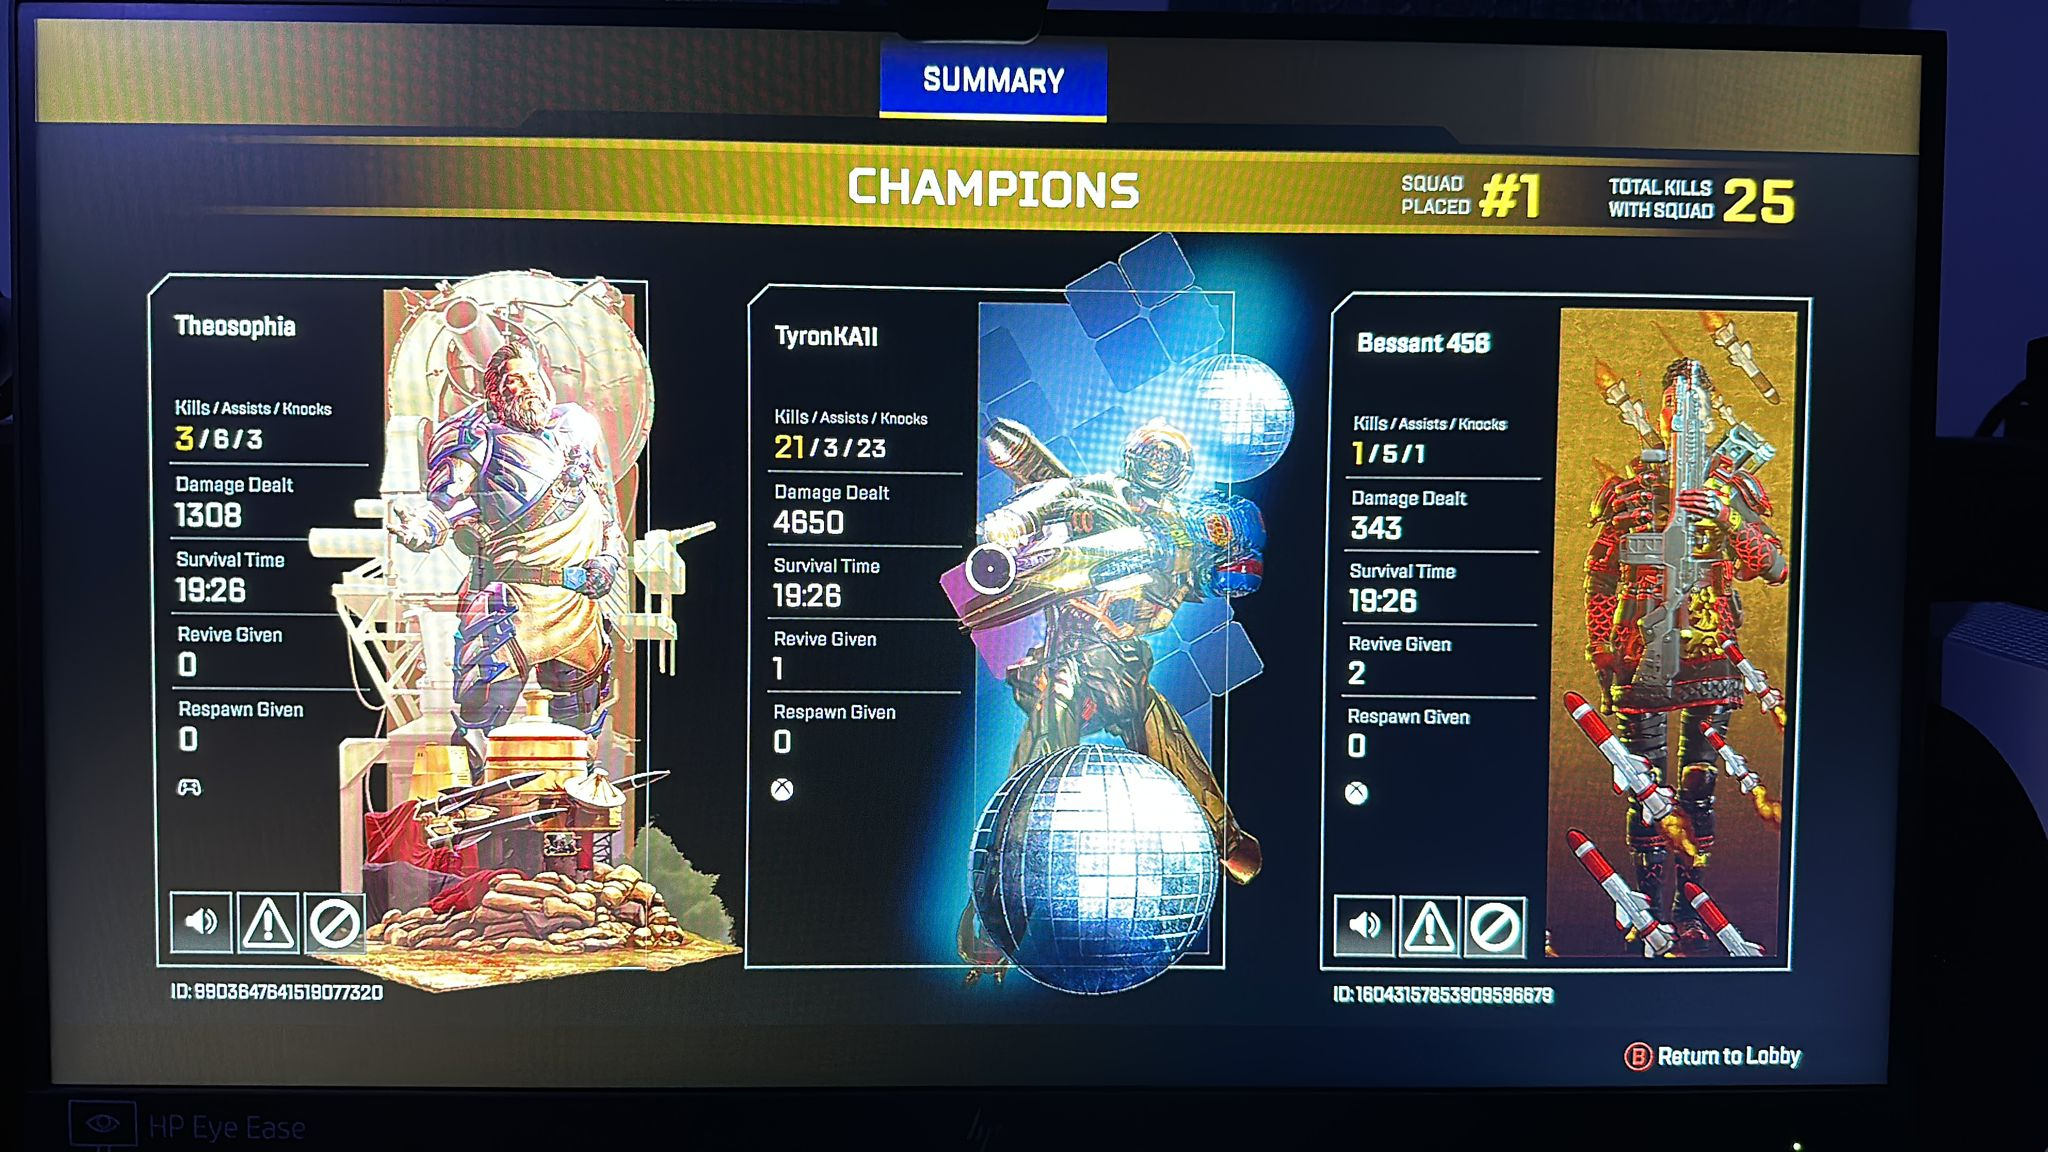 SUMMARY
CHAMPIONS
SQUAD PLACED #1
TOTAL KILLS WITH SQUAD 25
Theosophia
Kills / Assists / Knocks
3 / 6 / 3
Damage Dealt
1308
Survival Time
19:26
Revive Given
0
Respawn Given
0
ID:9903647641519077320
TyronKA1l
Kills / Assists / Knocks
21 / 3 / 23
Damage Dealt
4650
Survival Time
19:26
Revive Given
1
Respawn Given
0
Bessant 456
Kills / Assists / Knocks
1 / 5 / 1
Damage Dealt
343
Survival Time
19:26
Revive Given
2
Respawn Given
0
ID:16043157853909596679
B Return to Lobby
HP Eye Ease
hp